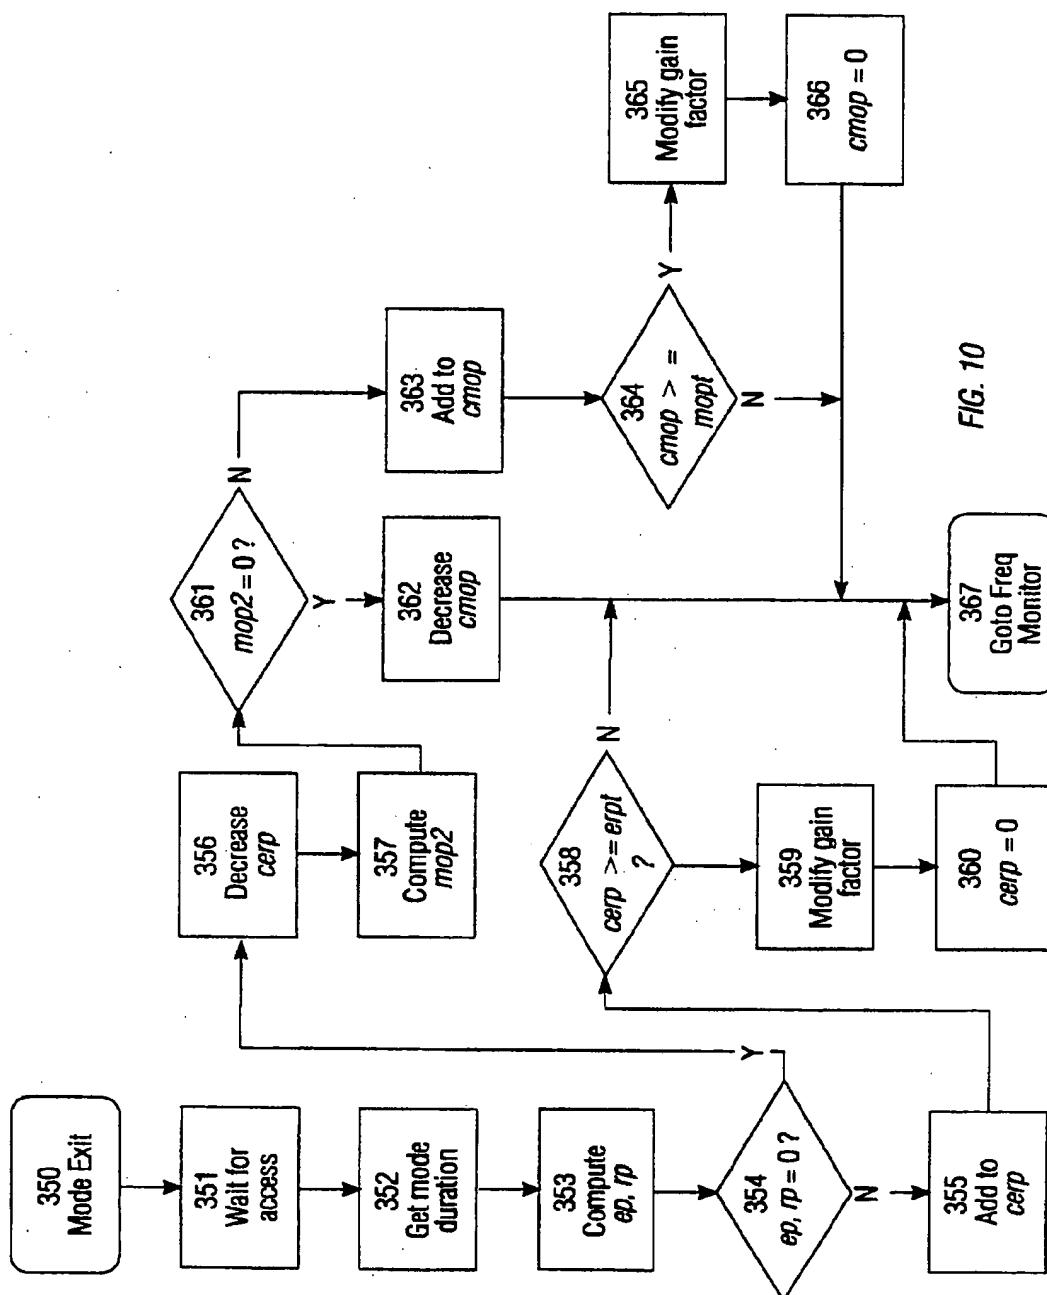 350
Mode Exit
351
Wait for
access
352
Get mode
duration
353
Compute
ep, rp
354
ep, rp = 0 ?
Y
N
355
Add to
cerp
356
Decrease
cerp
357
Compute
mop2
358
cerp >= erpt
?
N
359
Modify gain
factor
360
cerp = 0
361
mop2 = 0 ?
N
Y
362
Decrease
cmop
363
Add to
cmop
364
cmop > =
mopt
Y
N
365
Modify gain
factor
366
cmop = 0
367
Goto Freq
Monitor
FIG. 10